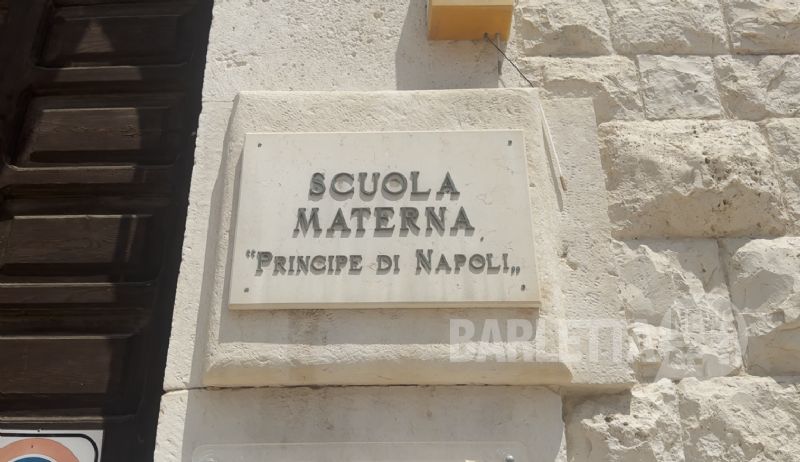 SCUOLA
MATERNA
"PRINCIPE DI NAPOLI„
BARLETTA